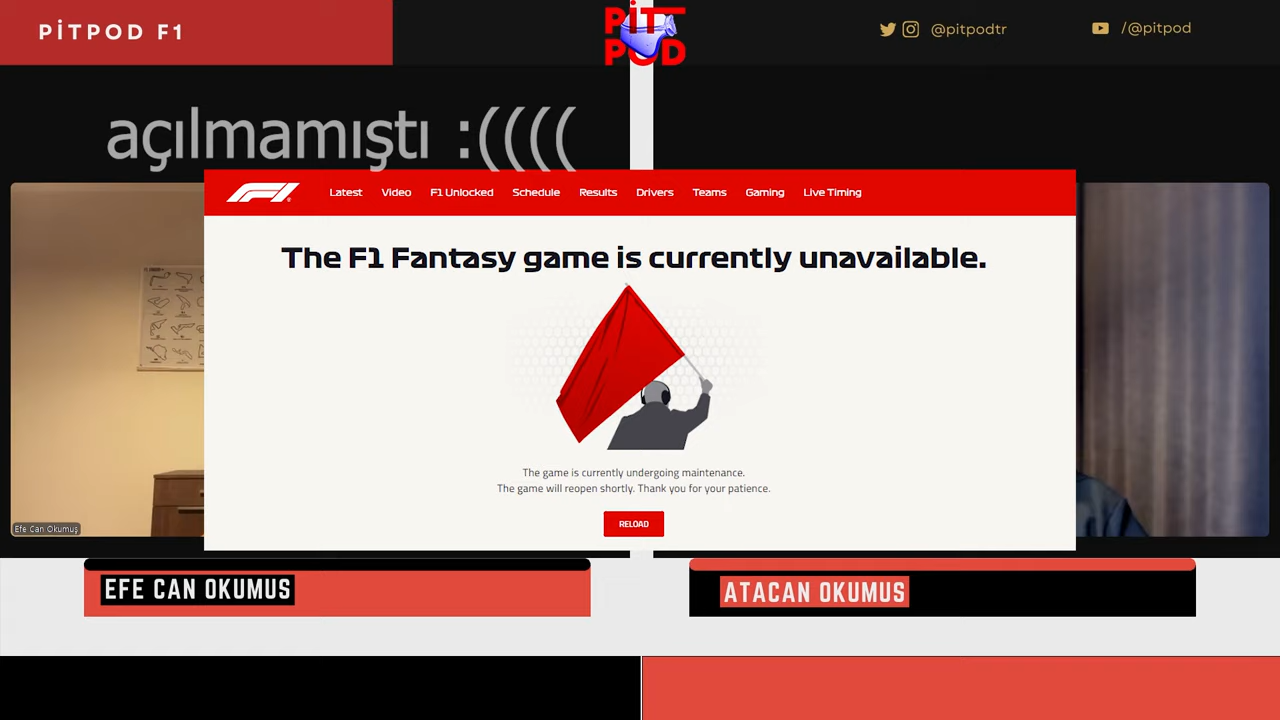 PİTPOD F1
PiT
POD
@pitpodtr
/@pitpod
açılmamıştı :((((
F1
Latest Video F1 Unlocked Schedule Results Drivers Teams Gaming Live Timing
The F1 Fantasy game is currently unavailable.
The game is currently undergoing maintenance.
The game will reopen shortly. Thank you for your patience.
RELOAD
Efe Can Okumuş
EFE CAN OKUMUS
ATACAN OKUMUS